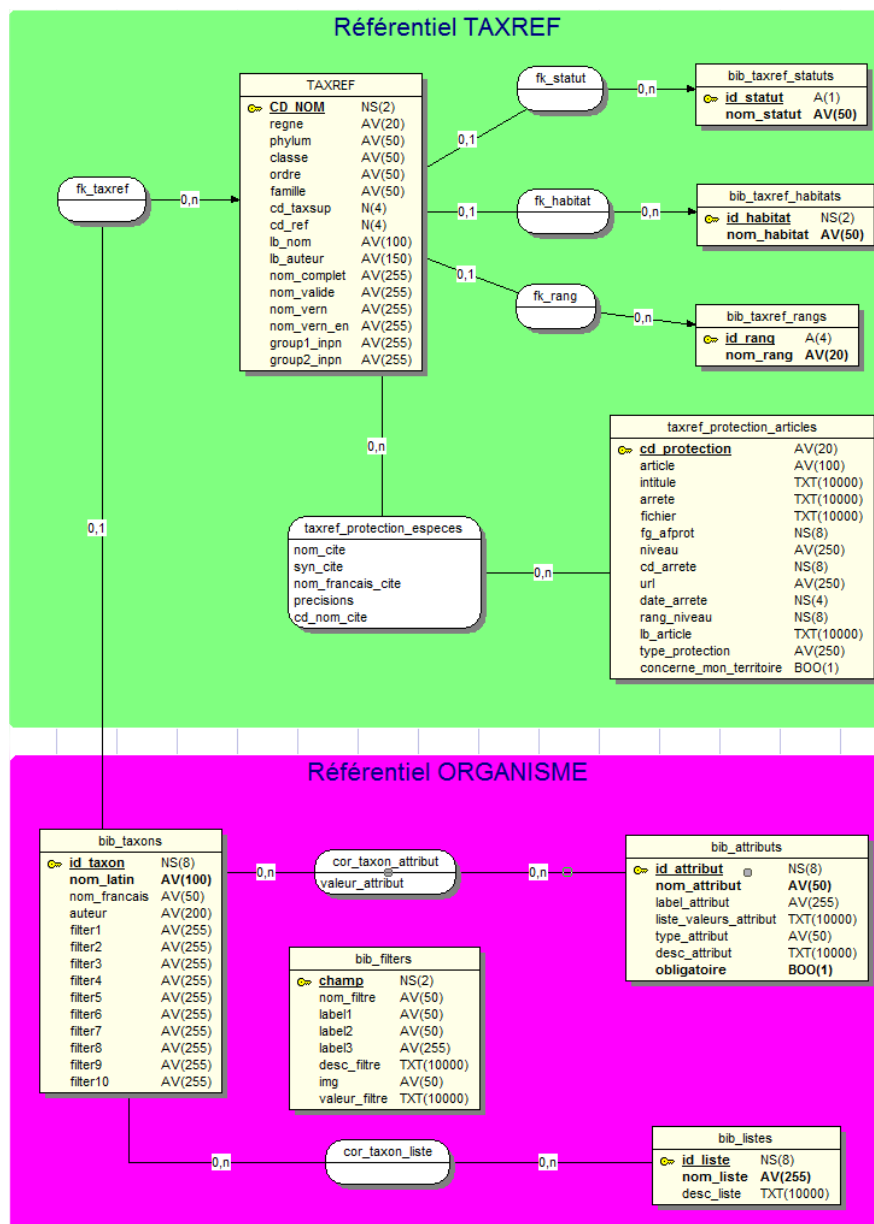 Référentiel TAXREF
fk_statut
0,n
bib_taxref_statuts
id_statut A(1)
nom_statut AV(50)
TAXREF
CD_NOM NS(2)
regne AV(20)
phylum AV(50)
classe AV(50)
ordre AV(50)
famille AV(50)
cd_taxsup N(4)
cd_ref N(4)
lb_nom AV(100)
lb_auteur AV(150)
nom_complet AV(255)
nom_valide AV(255)
nom_vern AV(255)
nom_vern_en AV(255)
group1_inpn AV(255)
group2_inpn AV(255)
0,1
fk_taxref
0,n
0,1
fk_habitat
0,n
bib_taxref_habitats
id_habitat NS(2)
nom_habitat AV(50)
0,1
fk_rang
0,n
bib_taxref_rangs
id_rang A(4)
nom_rang AV(20)
0,n
taxref_protection_articles
cd_protection AV(20)
article AV(100)
intitule TXT(10000)
arrete TXT(10000)
fichier TXT(10000)
fg_afprot NS(8)
niveau AV(250)
cd_arrete NS(8)
url AV(250)
date_arrete NS(4)
rang_niveau NS(8)
lb_article TXT(10000)
type_protection AV(250)
concerne_mon_territoire BOO(1)
0,1
taxref_protection_especes
nom_cite
syn_cite
nom_francais_cite
precisions
cd_nom_cite
0,n
Référentiel ORGANISME
bib_taxons
id_taxon NS(8)
nom_latin AV(100)
nom_francais AV(50)
auteur AV(200)
filter1 AV(255)
filter2 AV(255)
filter3 AV(255)
filter4 AV(255)
filter5 AV(255)
filter6 AV(255)
filter7 AV(255)
filter8 AV(255)
filter9 AV(255)
filter10 AV(255)
0,n
cor_taxon_attribut
valeur_attribut
0,n
bib_attributs
id_attribut NS(8)
nom_attribut AV(50)
label_attribut AV(255)
liste_valeurs_attribut TXT(10000)
type_attribut AV(50)
desc_attribut TXT(10000)
obligatoire BOO(1)
bib_filters
champ NS(2)
nom_filtre AV(50)
label1 AV(50)
label2 AV(50)
label3 AV(255)
desc_filtre TXT(10000)
img AV(50)
valeur_filtre TXT(10000)
0,n
cor_taxon_liste
0,n
bib_listes
id_liste NS(8)
nom_liste AV(255)
desc_liste TXT(10000)